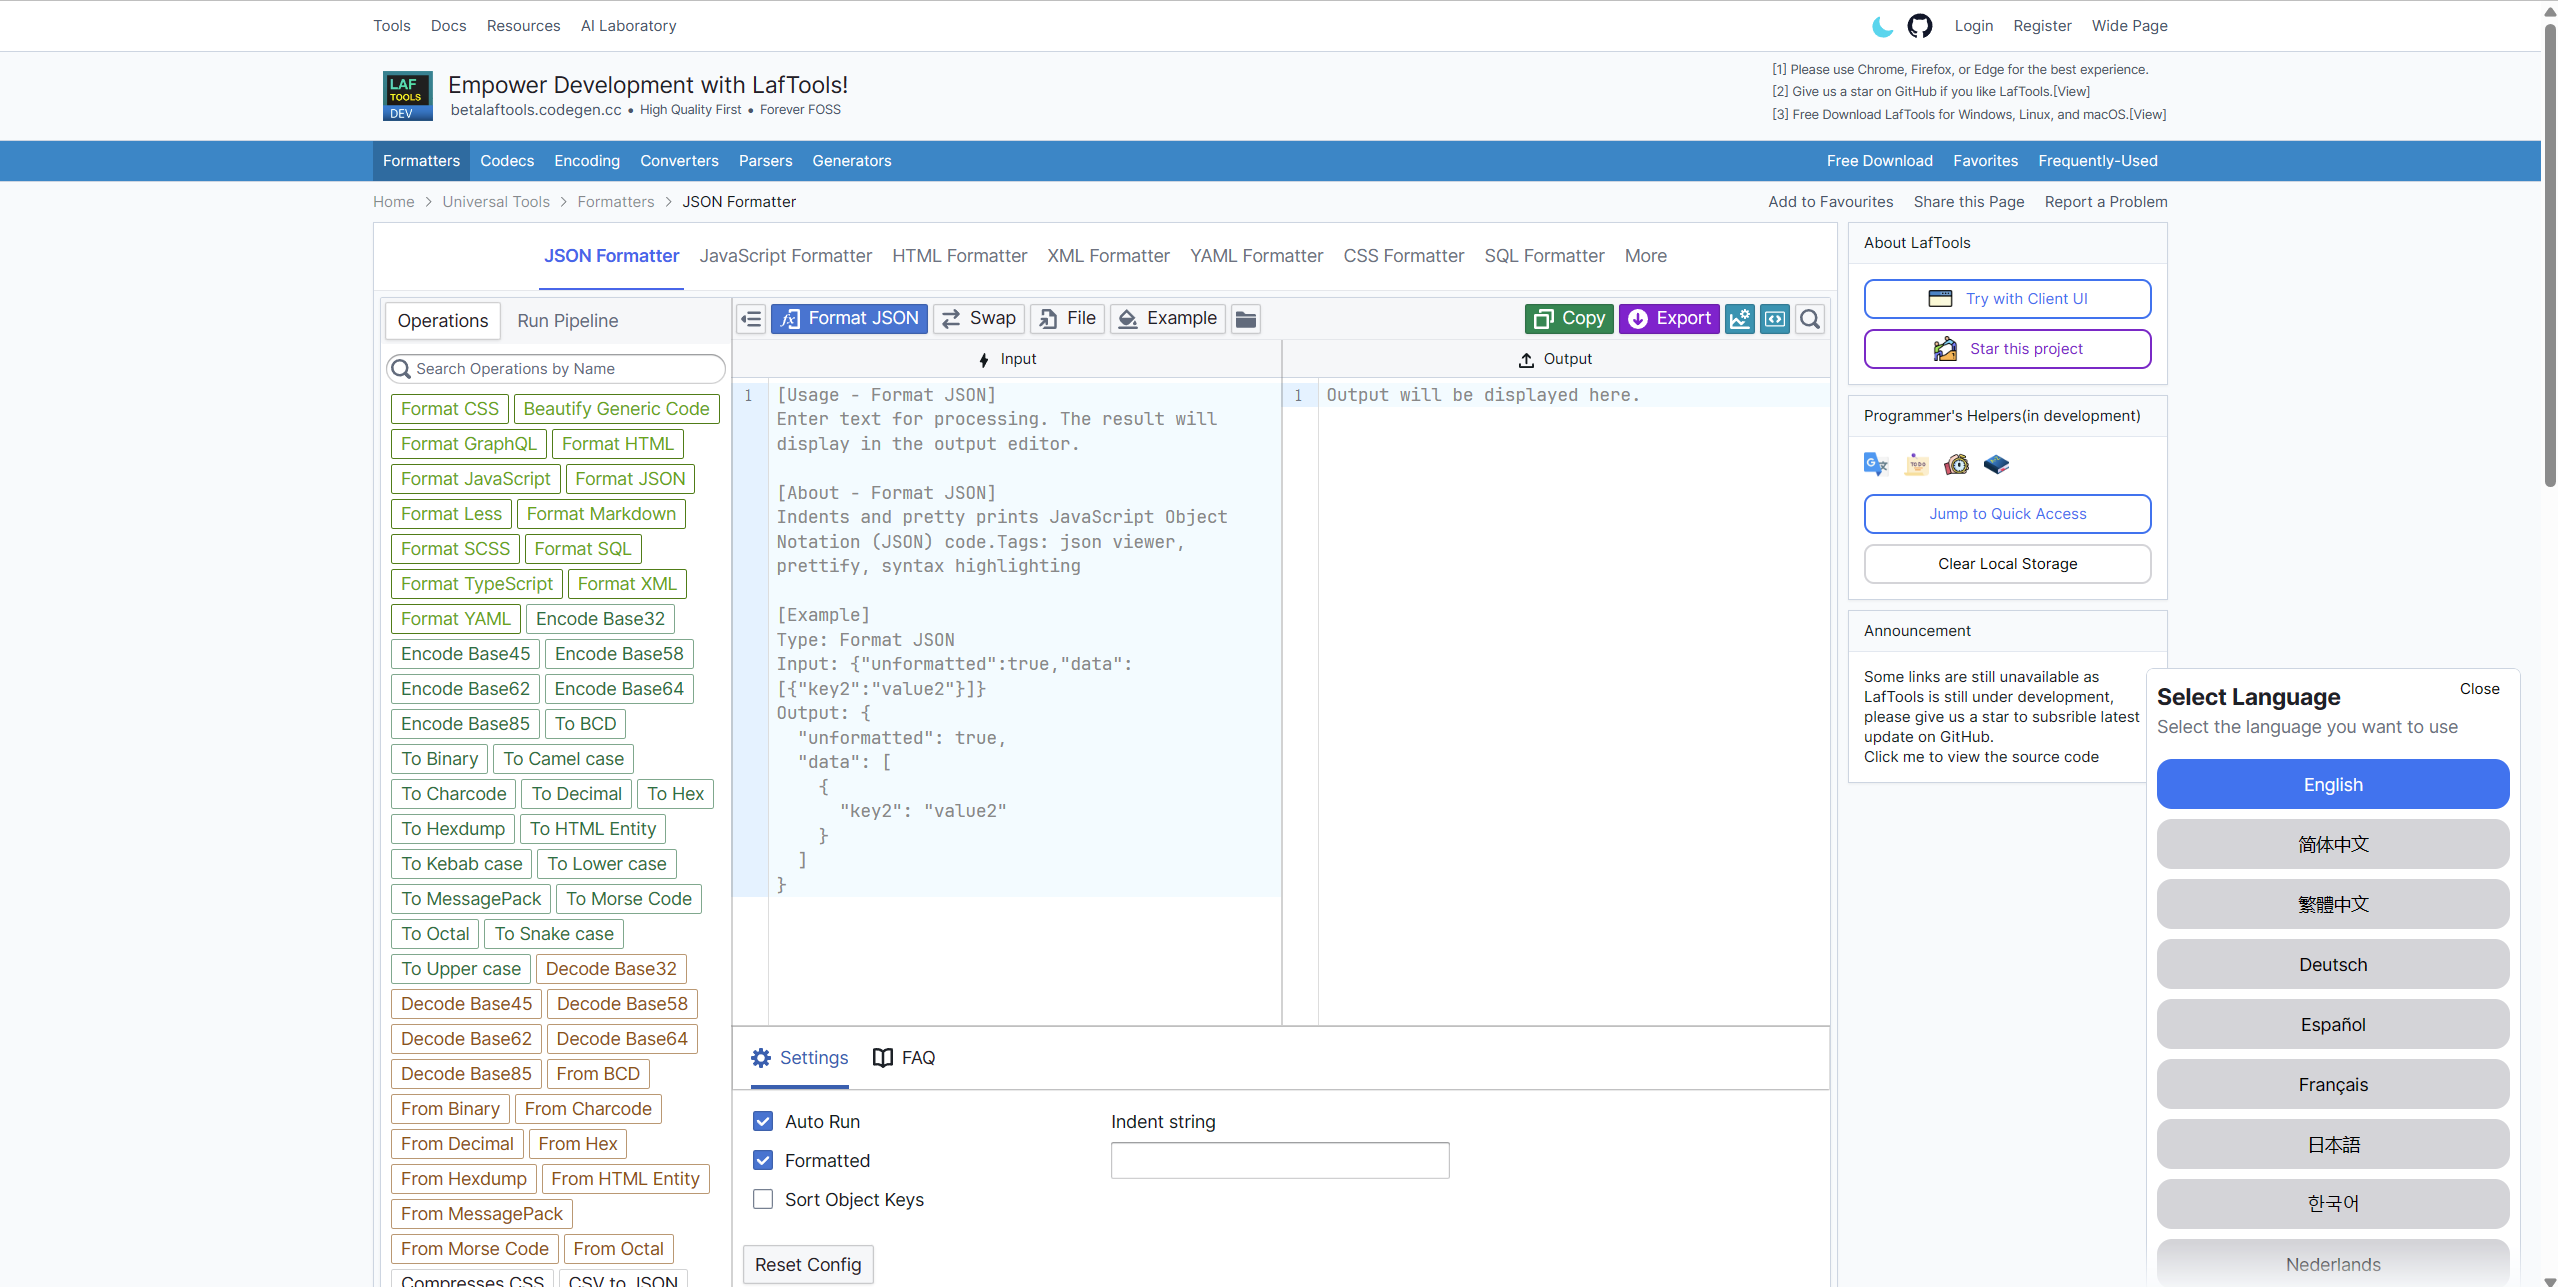 Tools Docs Resources AI Laboratory
Login Register Wide Page
LAF
TOOLS
DEV
Empower Development with LafTools!
betalaftools.codegen.cc • High Quality First • Forever FOSS
[1] Please use Chrome, Firefox, or Edge for the best experience.
[2] Give us a star on GitHub if you like LafTools.[View]
[3] Free Download LafTools for Windows, Linux, and macOS.[View]
Formatters Codecs Encoding Converters Parsers Generators
Free Download Favorites Frequently-Used
Home > Universal Tools > Formatters > JSON Formatter
Add to Favourites Share this Page Report a Problem
JSON Formatter JavaScript Formatter HTML Formatter XML Formatter YAML Formatter CSS Formatter SQL Formatter More
Operations Run Pipeline
Search Operations by Name
Format CSS Beautify Generic Code
Format GraphQL Format HTML
Format JavaScript Format JSON
Format Less Format Markdown
Format SCSS Format SQL
Format TypeScript Format XML
Format YAML Encode Base32
Encode Base45 Encode Base58
Encode Base62 Encode Base64
Encode Base85 To BCD
To Binary To Camel case
To Charcode To Decimal To Hex
To Hexdump To HTML Entity
To Kebab case To Lower case
To MessagePack To Morse Code
To Octal To Snake case
To Upper case Decode Base32
Decode Base45 Decode Base58
Decode Base62 Decode Base64
Decode Base85 From BCD
From Binary From Charcode
From Decimal From Hex
From Hexdump From HTML Entity
From MessagePack
From Morse Code From Octal
Compresses CSS CSV to JSON
Format JSON Swap File Example
Copy Export
Input
Output
1
[Usage - Format JSON]
Enter text for processing. The result will
display in the output editor.
[About - Format JSON]
Indents and pretty prints JavaScript Object
Notation (JSON) code.Tags: json viewer,
prettify, syntax highlighting
[Example]
Type: Format JSON
Input: {"unformatted":true,"data":
[{"key2":"value2"}]}
Output: {
"unformatted": true,
"data": [
{
"key2": "value2"
}
]
}
1
Output will be displayed here.
Settings FAQ
Auto Run
Formatted
Sort Object Keys
Indent string
Reset Config
About LafTools
Try with Client UI
Star this project
Programmer's Helpers(in development)
TO DO
Jump to Quick Access
Clear Local Storage
Announcement
Some links are still unavailable as
LafTools is still under development,
please give us a star to subsrible latest
update on GitHub.
Click me to view the source code
Select Language
Close
Select the language you want to use
English
简体中文
繁體中文
Deutsch
Español
Français
日本語
한국어
Nederlands